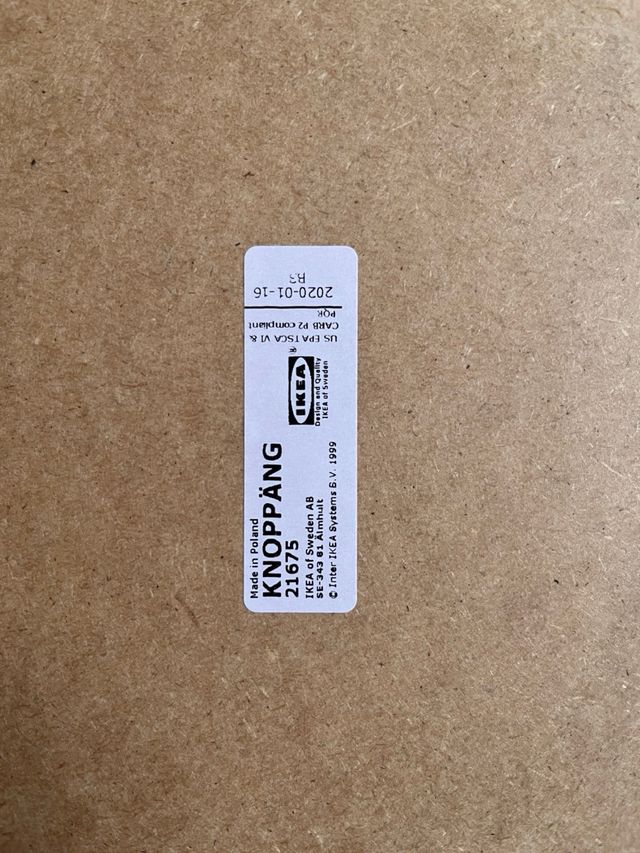 Made in Poland
KNOPPÄNG
21675
IKEA of Sweden AB
SE-343 81 Älmhult
© Inter IKEA Systems B.V. 1999
IKEA ®
Design and Quality
IKEA of Sweden
US EPA TSCA VI &
CARB P2 compliant
PQR
2020-01-16